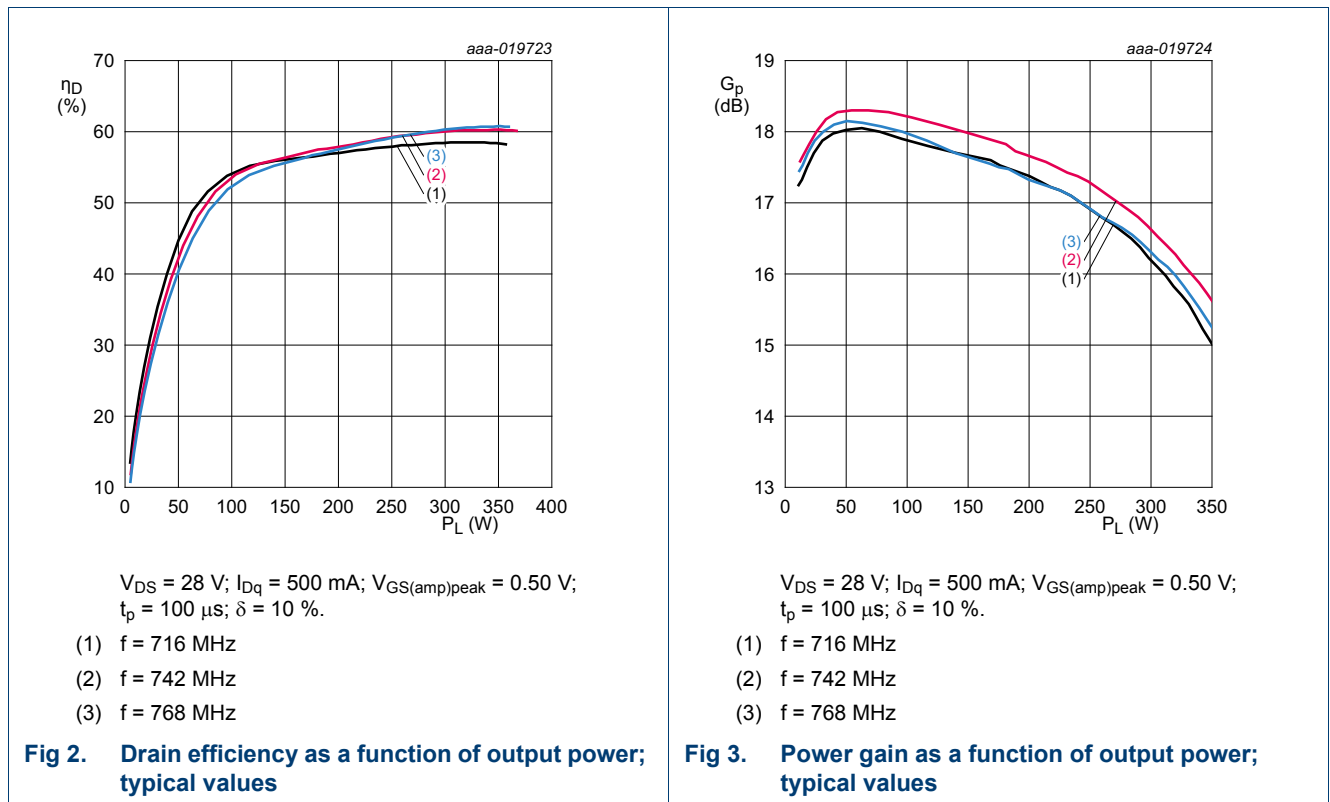 aaa-019723
ηD
(%)
70
60
50
40
30
20
10
0 50 100 150 200 250 300 350 400
PL (W)
(3)
(2)
(1)
VDS = 28 V; IDq = 500 mA; VGS(amp)peak = 0.50 V;
tp = 100 μs; δ = 10 %.
(1) f = 716 MHz
(2) f = 742 MHz
(3) f = 768 MHz
Fig 2. Drain efficiency as a function of output power;
typical values
aaa-019724
Gp
(dB)
19
18
17
16
15
14
13
0 50 100 150 200 250 300 350
PL (W)
(3)
(2)
(1)
VDS = 28 V; IDq = 500 mA; VGS(amp)peak = 0.50 V;
tp = 100 μs; δ = 10 %.
(1) f = 716 MHz
(2) f = 742 MHz
(3) f = 768 MHz
Fig 3. Power gain as a function of output power;
typical values